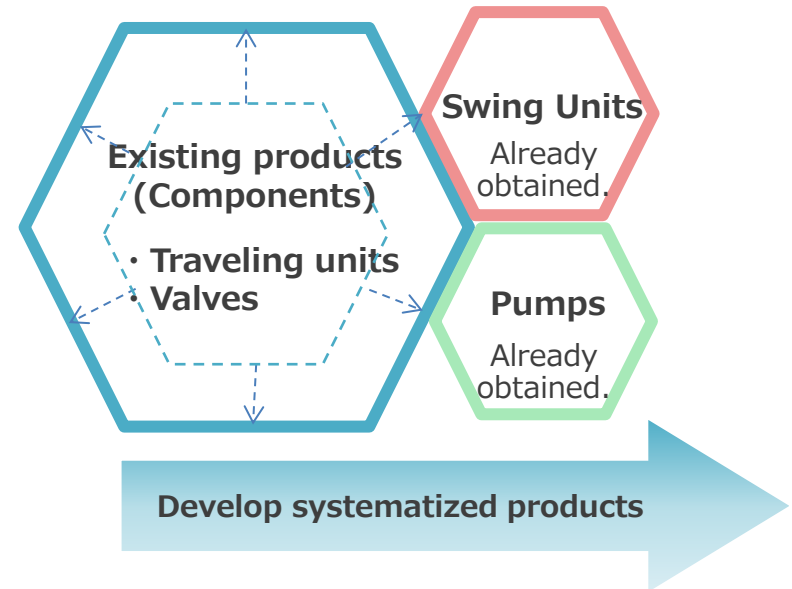 Existing products
(Components)
・Traveling units
・Valves
Swing Units
Already
obtained.
Pumps
Already
obtained.
Develop systematized products